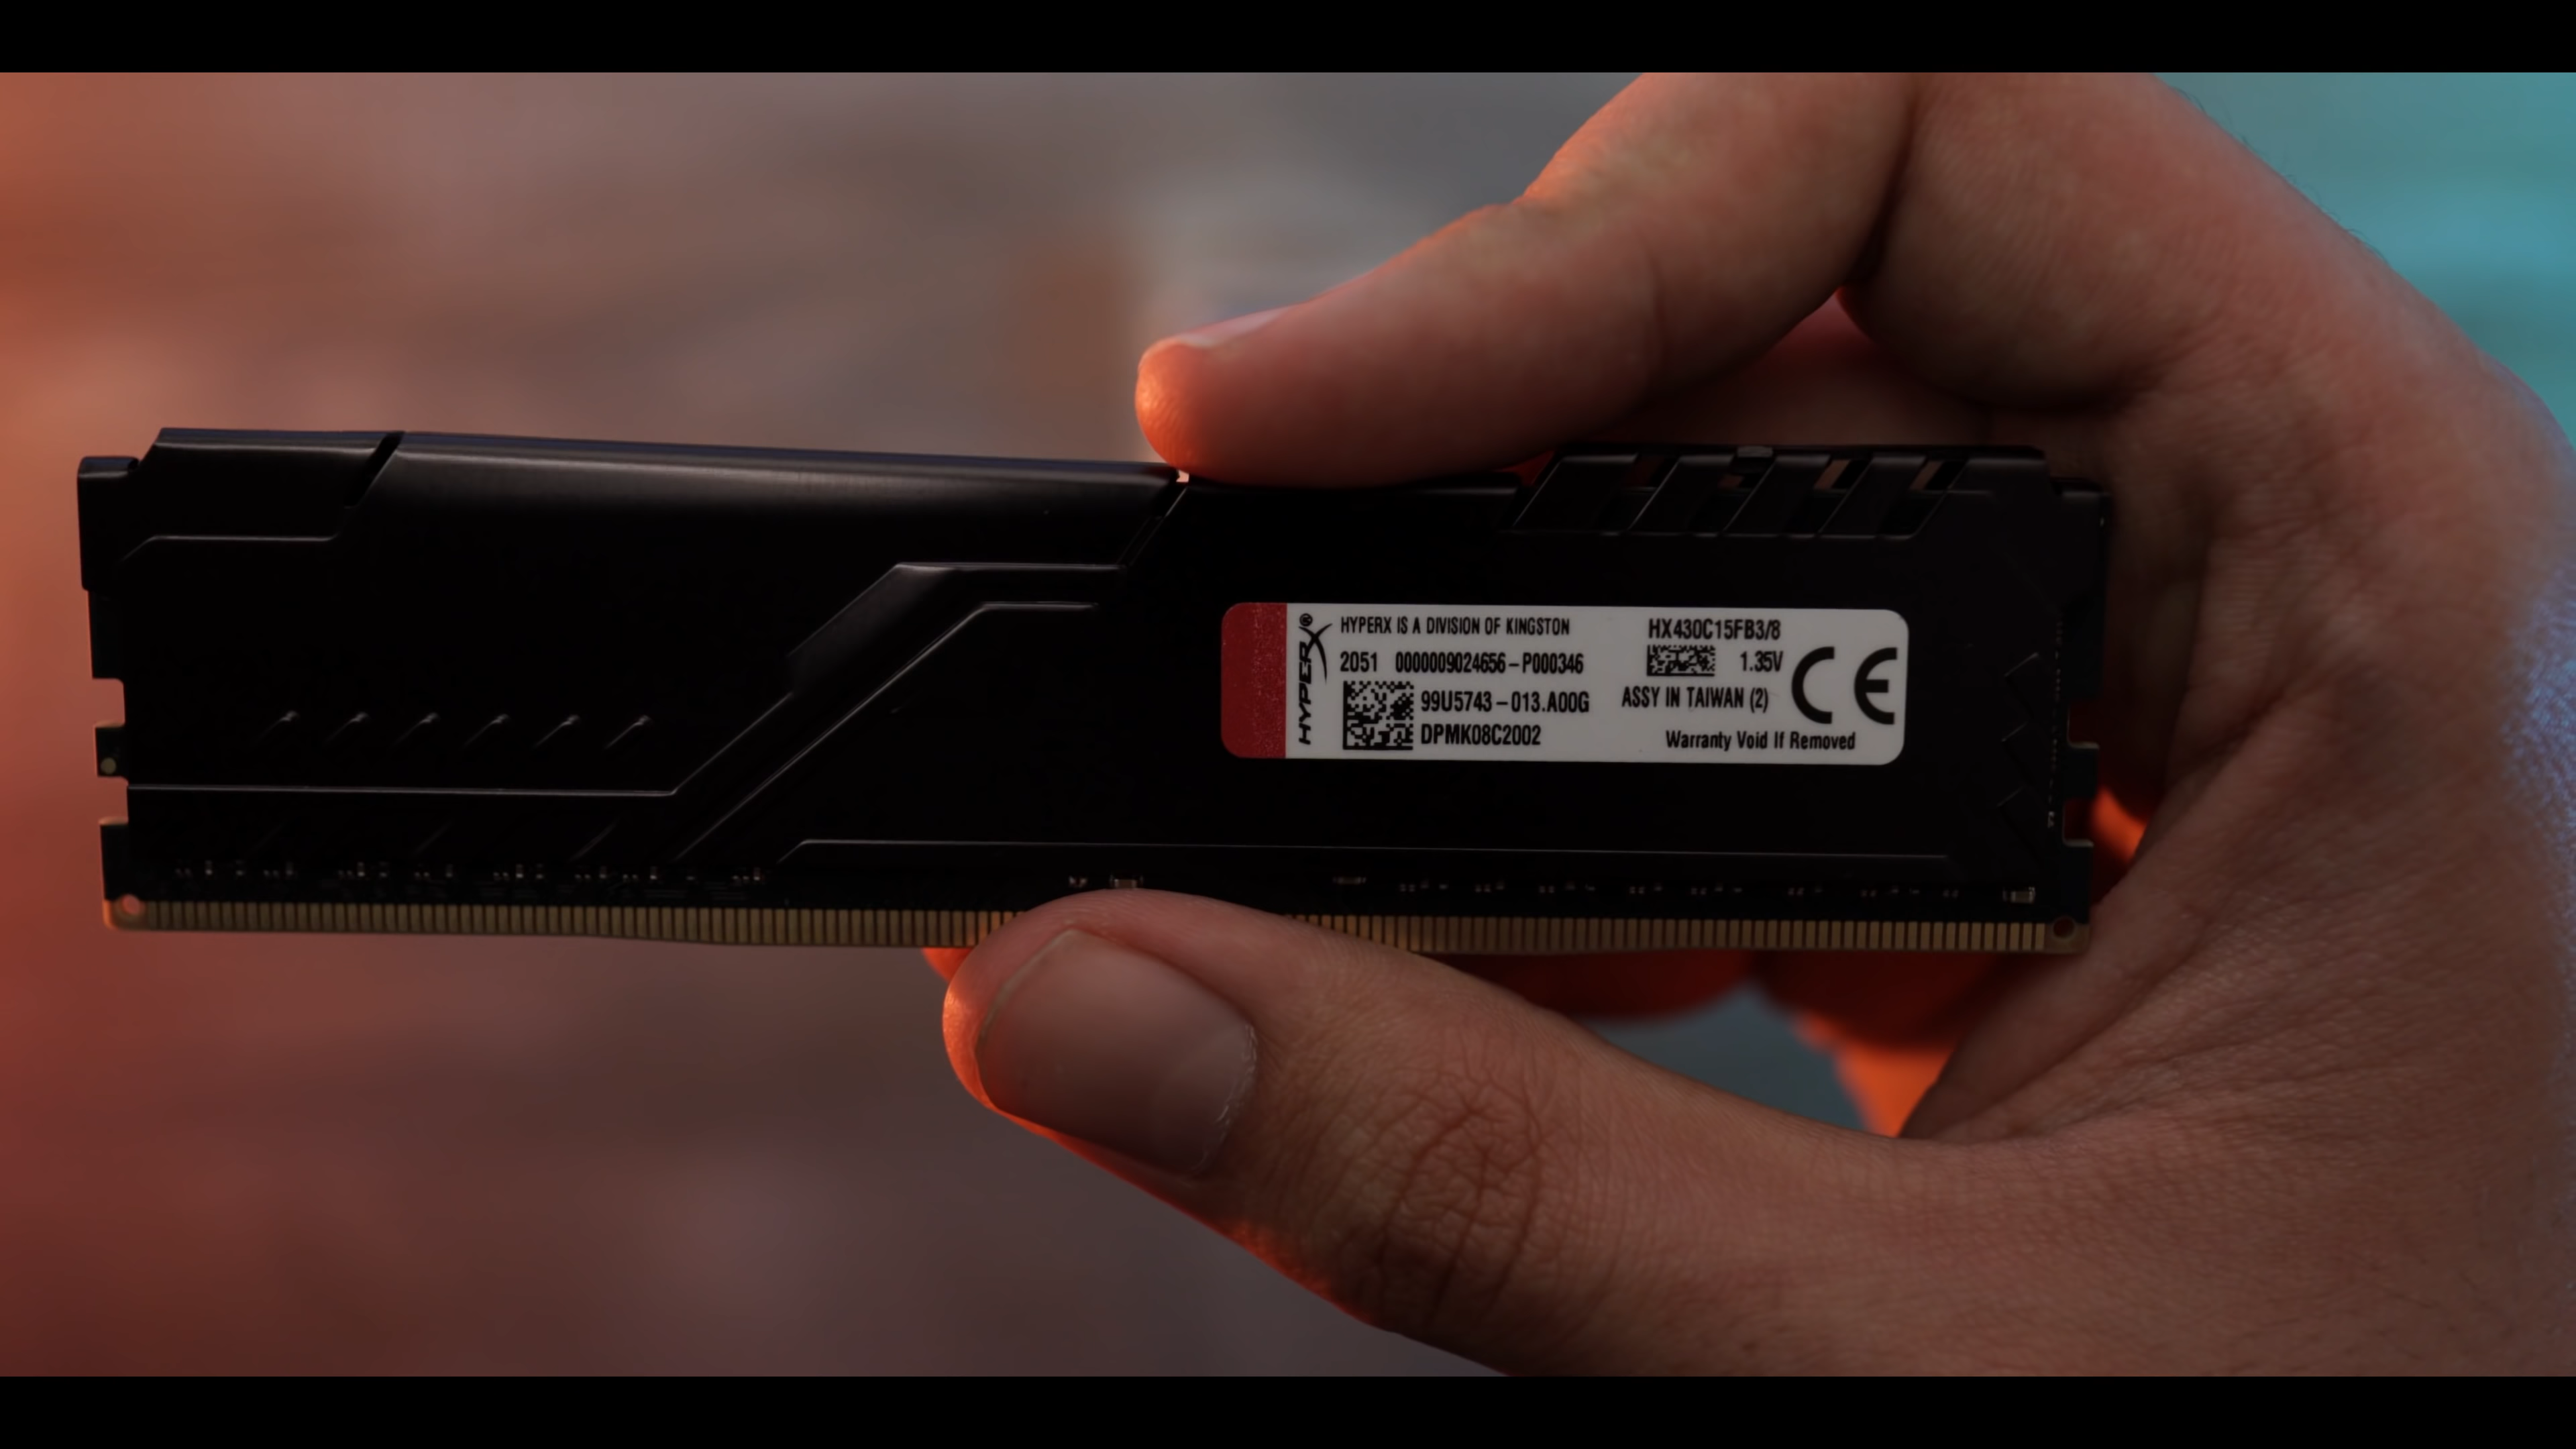 HYPERX®
HYPERX IS A DIVISION OF KINGSTON
2051 0000009024656-P000346
99U5743-013.A00G
DPMK08C2002
HX430C15FB3/8
1.35V
ASSY IN TAIWAN (2)
CE
Warranty Void If Removed